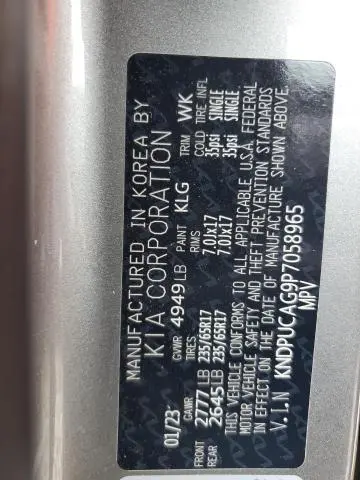 MANUFACTURED IN KOREA BY
KIA CORPORATION
01/23 GVWR 4949 LB PAINT KLG TRIM WK
GAWR RIMS COLD TIRE INFL
FRONT 2777 LB 235/65R17 7.0Jx17 35psi SINGLE
REAR 2645 LB 235/65R17 7.0Jx17 35psi SINGLE
THIS VEHICLE CONFORMS TO ALL APPLICABLE U.S.A. FEDERAL
MOTOR VEHICLE SAFETY AND THEFT PREVENTION STANDARDS
IN EFFECT ON THE DATE OF MANUFACTURE SHOWN ABOVE.
V.I.N KNDPUCAG9P7058965
MPV